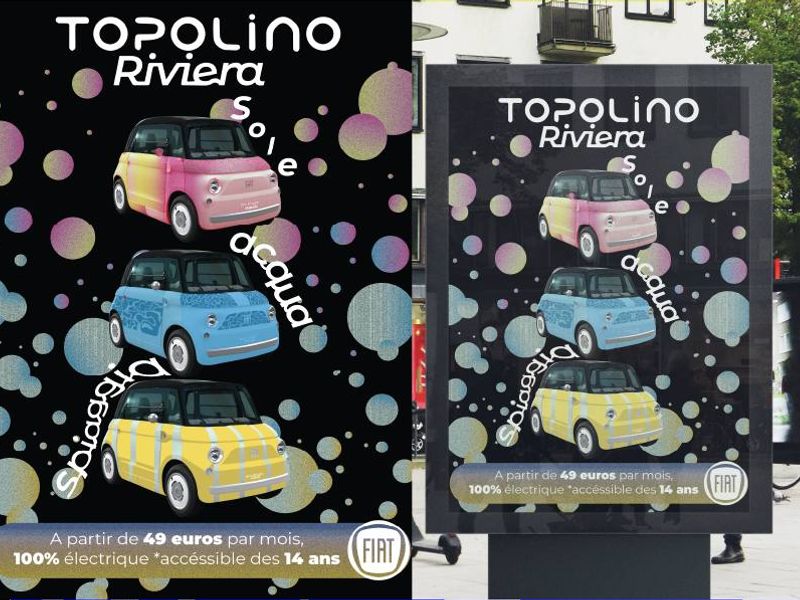 TOPOLINO
Riviera
Sole
acqua
spiaggia
A partir de 49 euros par mois,
100% électrique *accéssible des 14 ans
FIAT
TOPOLINO
Riviera
Sole
acqua
spiaggia
A partir de 49 euros par mois,
100% électrique *accéssible des 14 ans
FIAT